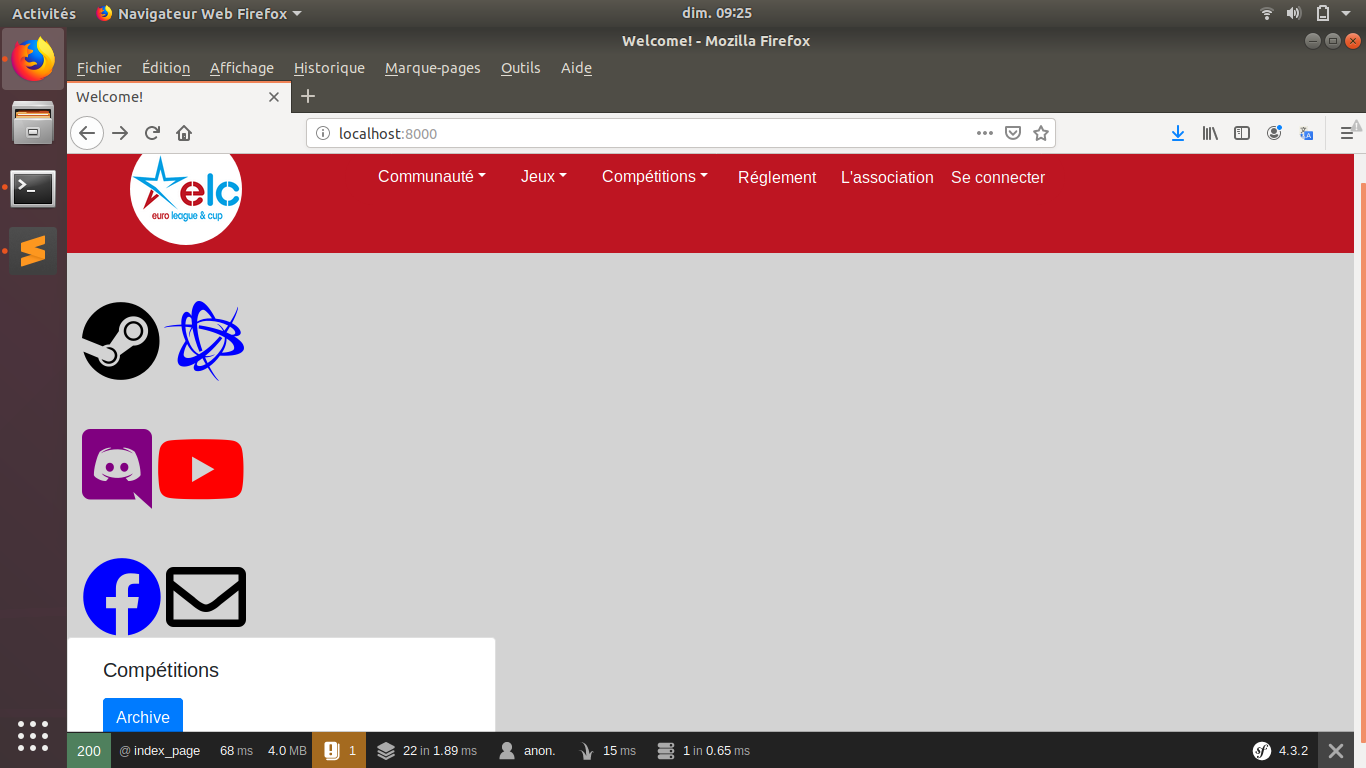 Activités Navigateur Web Firefox dim. 09:25
Welcome! - Mozilla Firefox
Fichier Édition Affichage Historique Marque-pages Outils Aide
Welcome!
localhost:8000
elc
euro league & cup
Communauté Jeux Compétitions Réglement L'association Se connecter
Compétitions
Archive
200 @ index_page 68 ms 4.0 MB 1 22 in 1.89 ms anon. 15 ms 1 in 0.65 ms sf 4.3.2